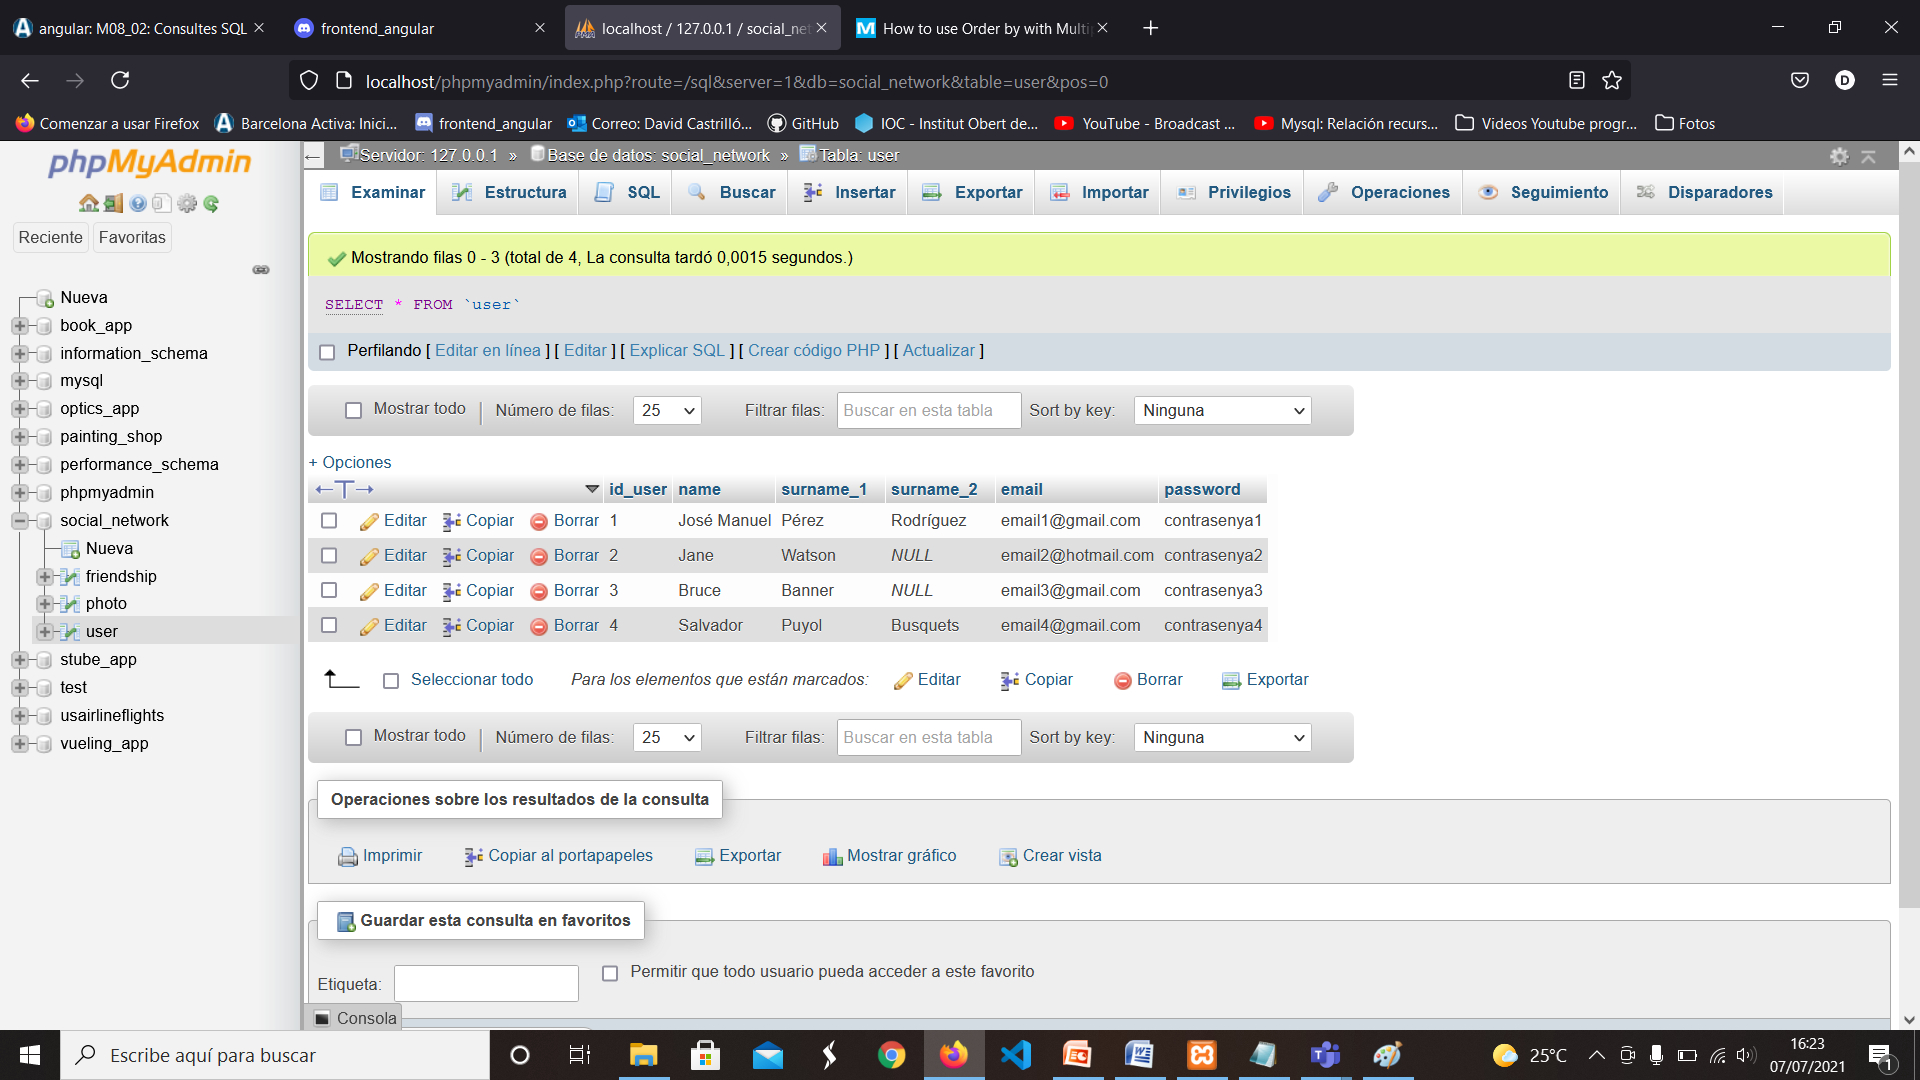 angular: M08_02: Consultes SQL
frontend_angular
localhost / 127.0.0.1 / social_net
How to use Order by with Multip
localhost/phpmyadmin/index.php?route=/sql&server=1&db=social_network&table=user&pos=0
D
Comenzar a usar Firefox
Barcelona Activa: Inici...
frontend_angular
Correo: David Castrilló...
GitHub
IOC - Institut Obert de...
YouTube - Broadcast ...
Mysql: Relación recurs...
Videos Youtube progr...
Fotos
phpMyAdmin
Reciente
Favoritas
Nueva
book_app
information_schema
mysql
optics_app
painting_shop
performance_schema
phpmyadmin
social_network
Nueva
friendship
photo
user
stube_app
test
usairlineflights
vueling_app
Servidor: 127.0.0.1 » Base de datos: social_network » Tabla: user
Examinar Estructura SQL Buscar Insertar Exportar Importar Privilegios Operaciones Seguimiento Disparadores
Mostrando filas 0 - 3 (total de 4, La consulta tardó 0,0015 segundos.)
SELECT * FROM `user`
Perfilando [ Editar en línea ] [ Editar ] [ Explicar SQL ] [ Crear código PHP ] [ Actualizar ]
Mostrar todo | Número de filas: 25 Filtrar filas: Buscar en esta tabla Sort by key: Ninguna
+ Opciones
←T→ id_user name surname_1 surname_2 email password
Editar Copiar Borrar 1 José Manuel Pérez Rodríguez email1@gmail.com contrasenya1
Editar Copiar Borrar 2 Jane Watson NULL email2@hotmail.com contrasenya2
Editar Copiar Borrar 3 Bruce Banner NULL email3@gmail.com contrasenya3
Editar Copiar Borrar 4 Salvador Puyol Busquets email4@gmail.com contrasenya4
Seleccionar todo Para los elementos que están marcados: Editar Copiar Borrar Exportar
Mostrar todo | Número de filas: 25 Filtrar filas: Buscar en esta tabla Sort by key: Ninguna
Operaciones sobre los resultados de la consulta
Imprimir Copiar al portapapeles Exportar Mostrar gráfico Crear vista
Guardar esta consulta en favoritos
Etiqueta: Permitir que todo usuario pueda acceder a este favorito
Consola
Escribe aquí para buscar
25°C
16:23
07/07/2021
1